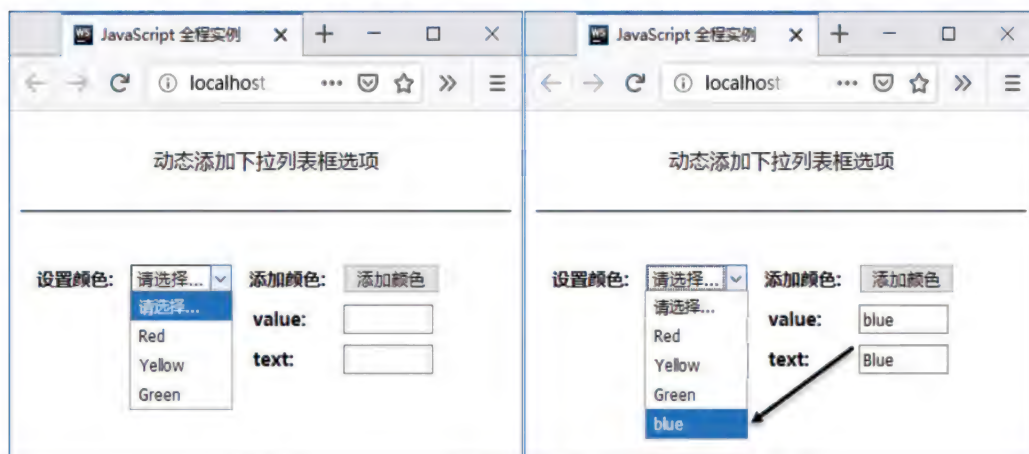 JavaScript 全程实例
localhost
动态添加下拉列表框选项
设置颜色: 请选择... 添加颜色: 添加颜色
请选择...
value:
Red
Yellow
text:
Green
JavaScript 全程实例
localhost
动态添加下拉列表框选项
设置颜色: 请选择... 添加颜色: 添加颜色
请选择...
value: blue
Red
Yellow
text: Blue
Green
blue